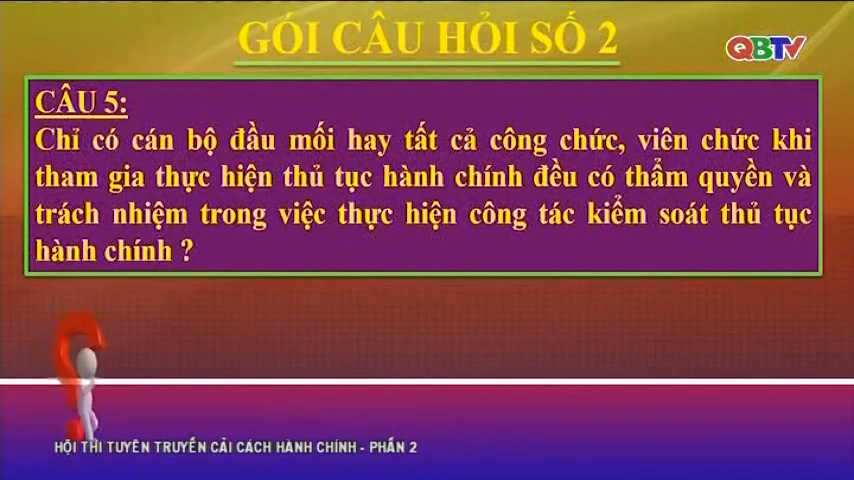 GÓI CÂU HỎI SỐ 2
QBTV
CÂU 5:
Chỉ có cán bộ đầu mối hay tất cả công chức, viên chức khi
tham gia thực hiện thủ tục hành chính đều có thẩm quyền và
trách nhiệm trong việc thực hiện công tác kiểm soát thủ tục
hành chính ?
HỘI THI TUYÊN TRUYỀN CẢI CÁCH HÀNH CHÍNH - PHẦN 2